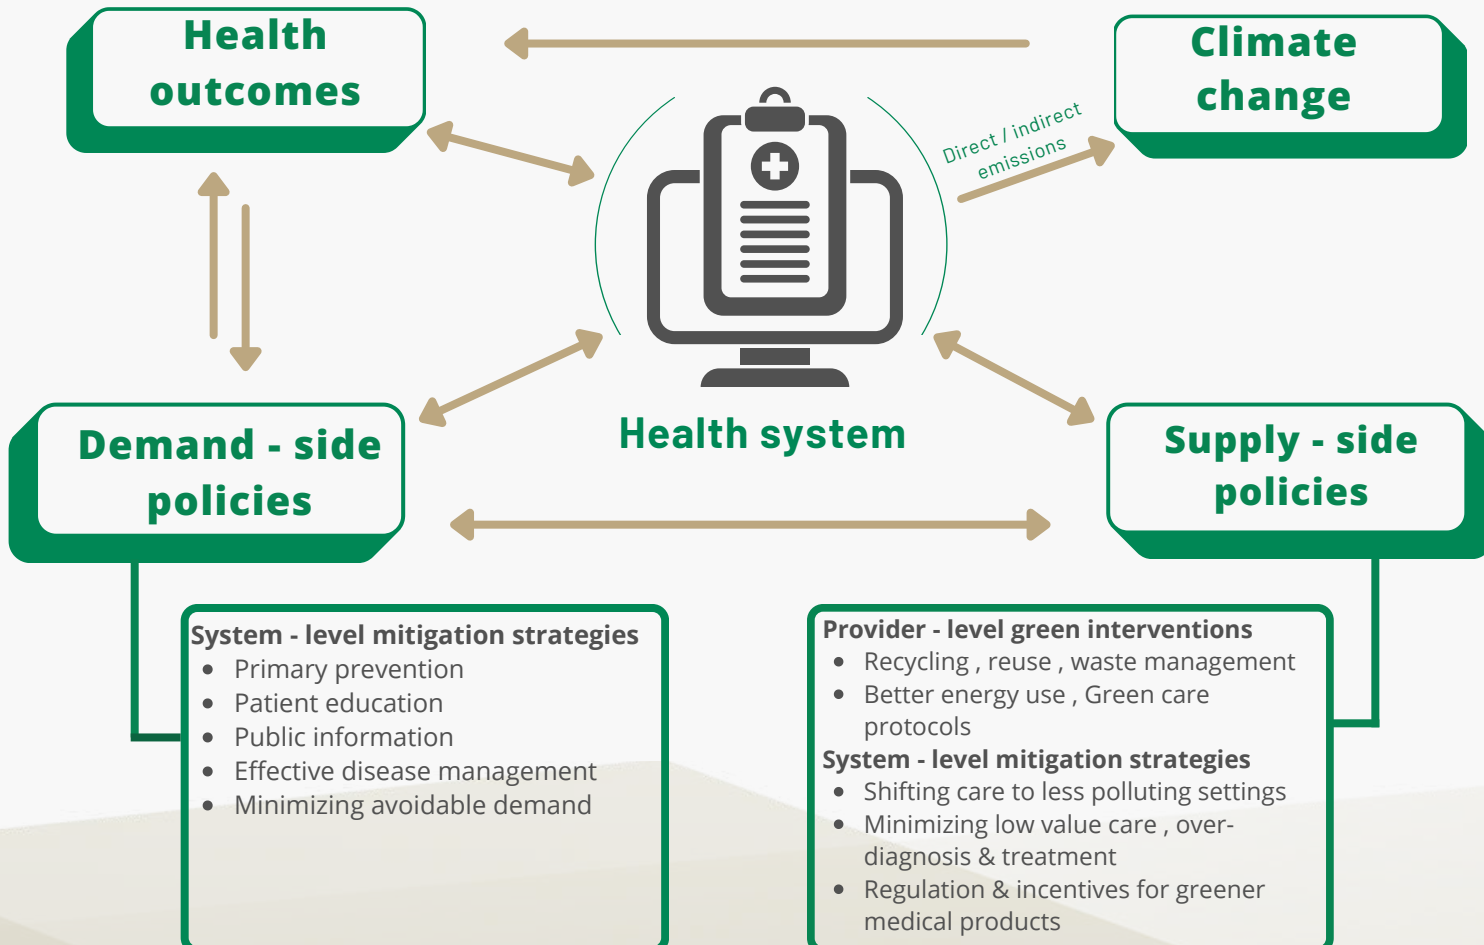 Health
outcomes
Climate
change
Direct / indirect
emissions
Health system
Demand - side
policies
Supply - side
policies
System - level mitigation strategies
• Primary prevention
• Patient education
• Public information
• Effective disease management
• Minimizing avoidable demand
Provider - level green interventions
• Recycling , reuse , waste management
• Better energy use , Green care
protocols
System - level mitigation strategies
• Shifting care to less polluting settings
• Minimizing low value care , over-
diagnosis & treatment
• Regulation & incentives for greener
medical products